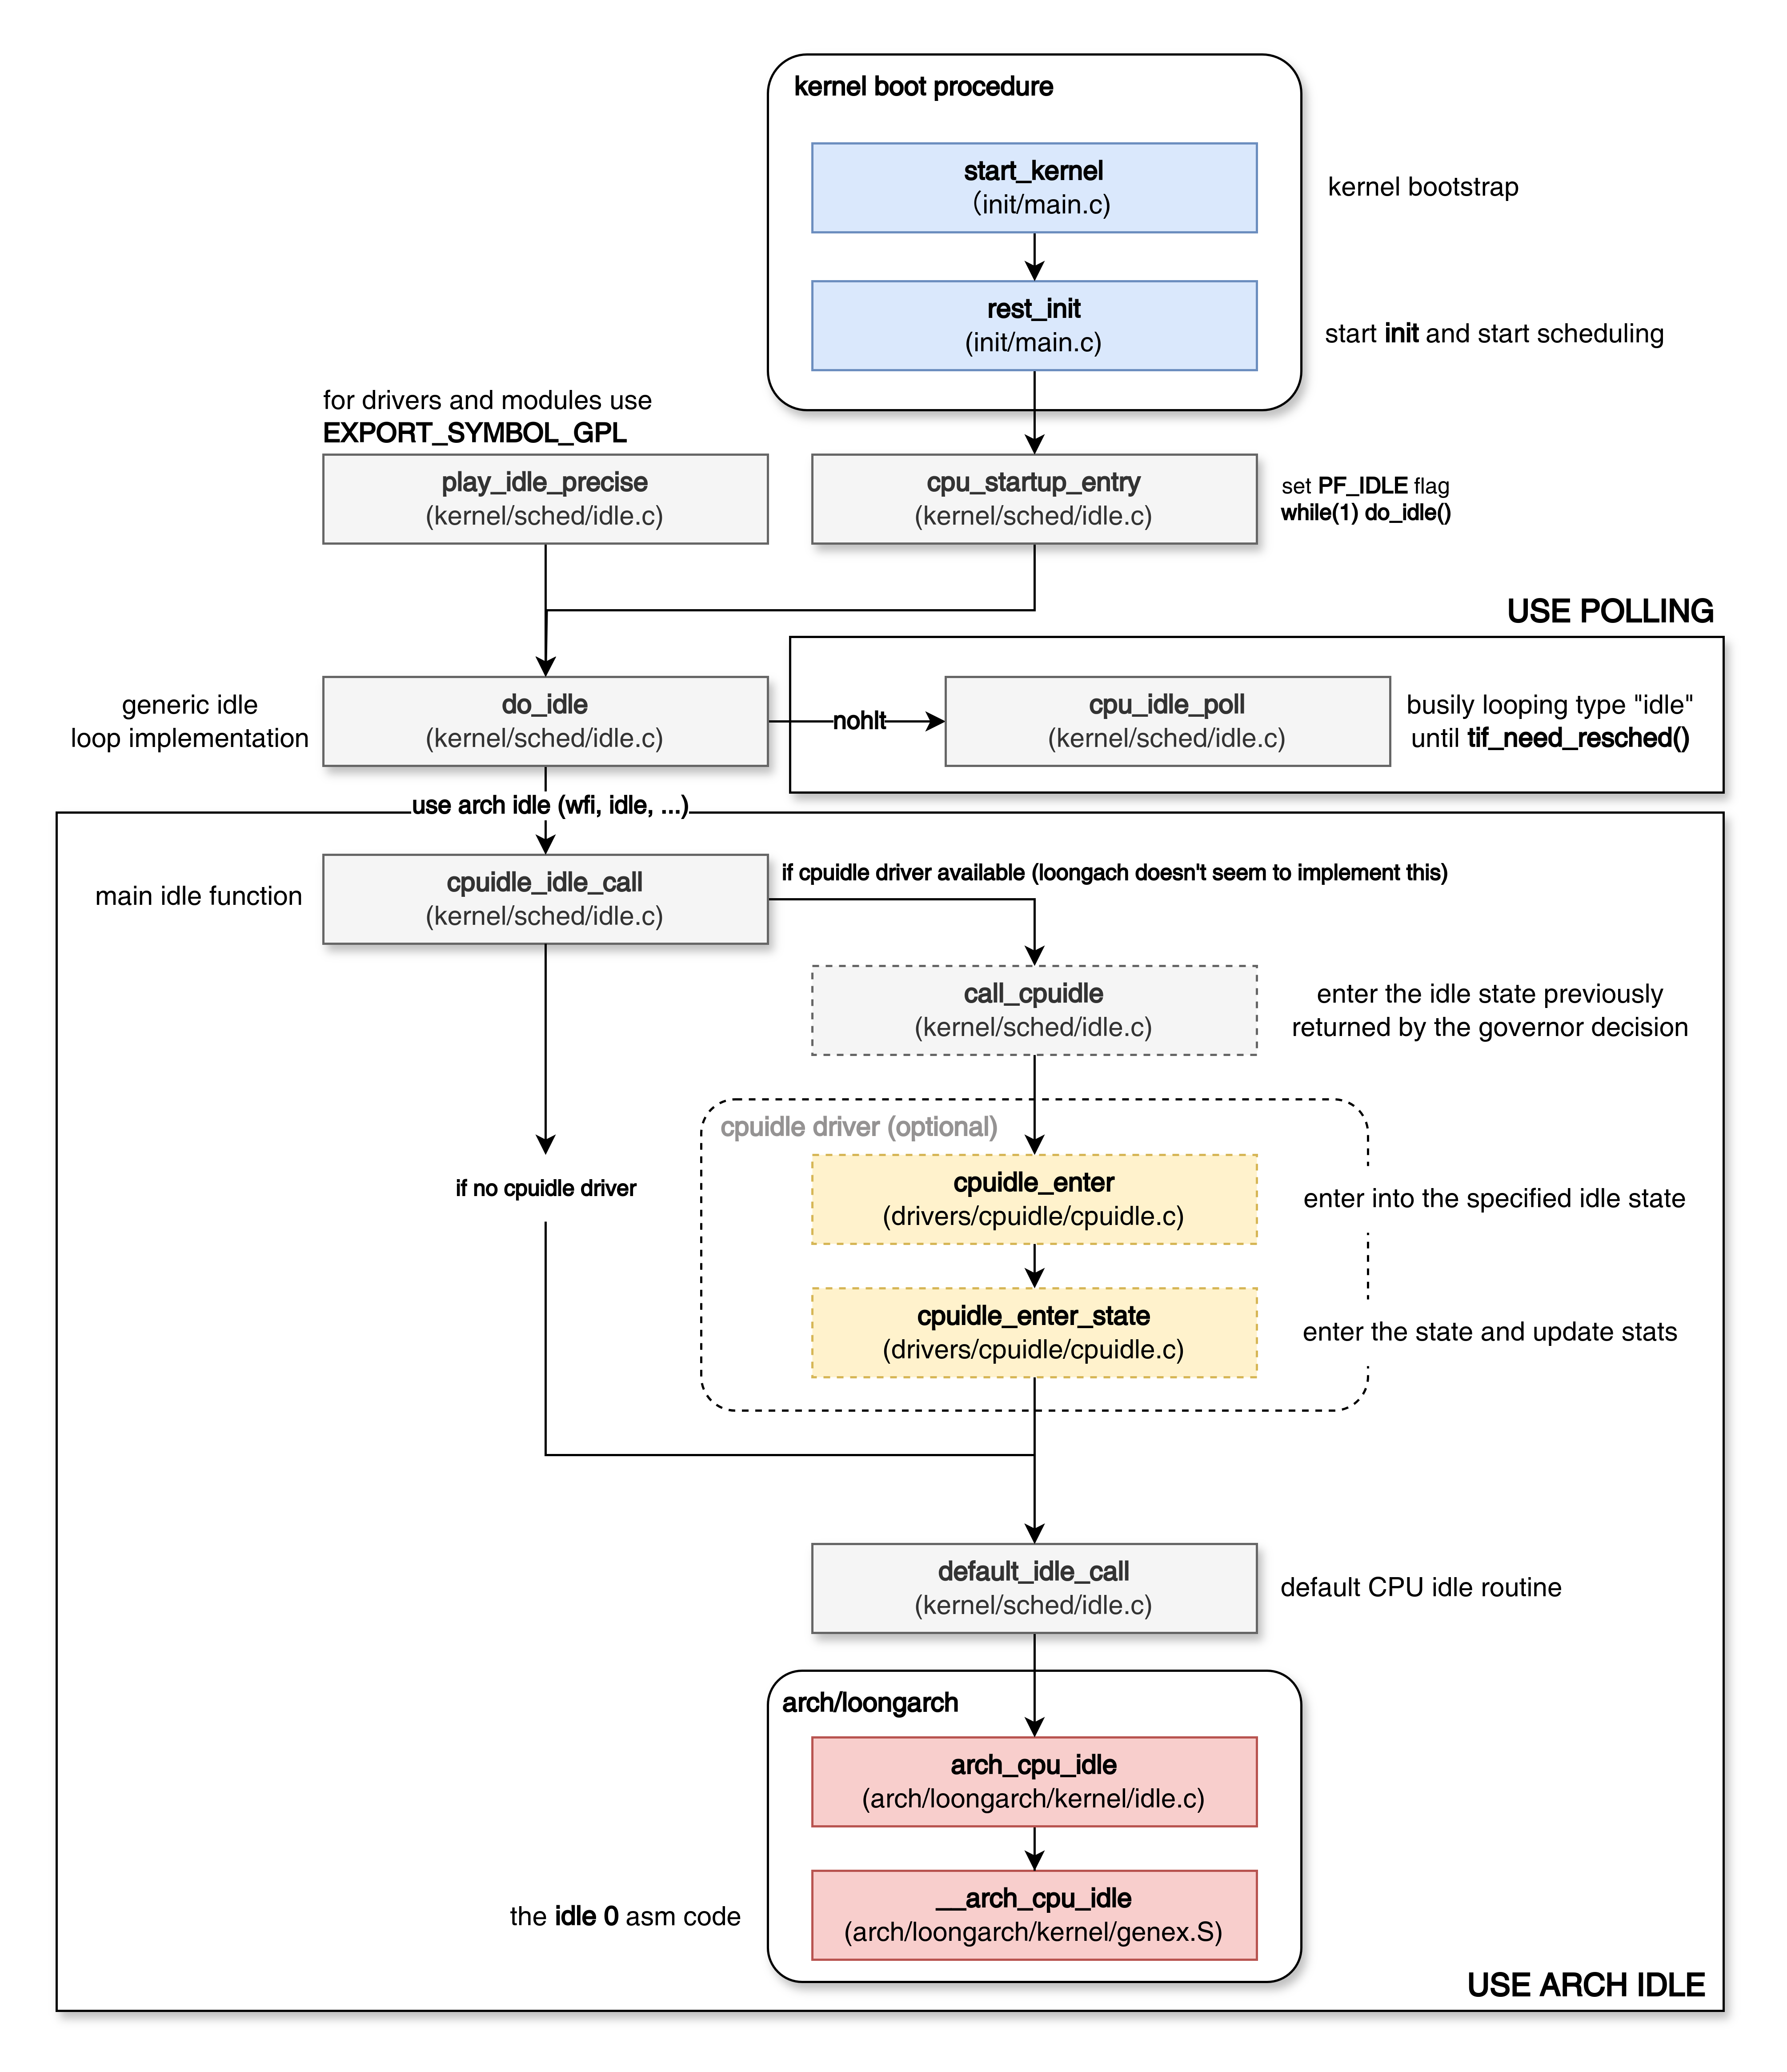 kernel boot procedure
start_kernel
(init/main.c)
kernel bootstrap
rest_init
(init/main.c)
start init and start scheduling
for drivers and modules use
EXPORT_SYMBOL_GPL
play_idle_precise
(kernel/sched/idle.c)
cpu_startup_entry
(kernel/sched/idle.c)
set PF_IDLE flag
while(1) do_idle()
USE POLLING
generic idle
loop implementation
do_idle
(kernel/sched/idle.c)
nohlt
cpu_idle_poll
(kernel/sched/idle.c)
busily looping type "idle"
until tif_need_resched()
use arch idle (wfi, idle, ...)
main idle function
cpuidle_idle_call
(kernel/sched/idle.c)
if cpuidle driver available (loongach doesn't seem to implement this)
call_cpuidle
(kernel/sched/idle.c)
enter the idle state previously
returned by the governor decision
cpuidle driver (optional)
if no cpuidle driver
cpuidle_enter
(drivers/cpuidle/cpuidle.c)
enter into the specified idle state
cpuidle_enter_state
(drivers/cpuidle/cpuidle.c)
enter the state and update stats
default_idle_call
(kernel/sched/idle.c)
default CPU idle routine
arch/loongarch
arch_cpu_idle
(arch/loongarch/kernel/idle.c)
the idle 0 asm code
__arch_cpu_idle
(arch/loongarch/kernel/genex.S)
USE ARCH IDLE